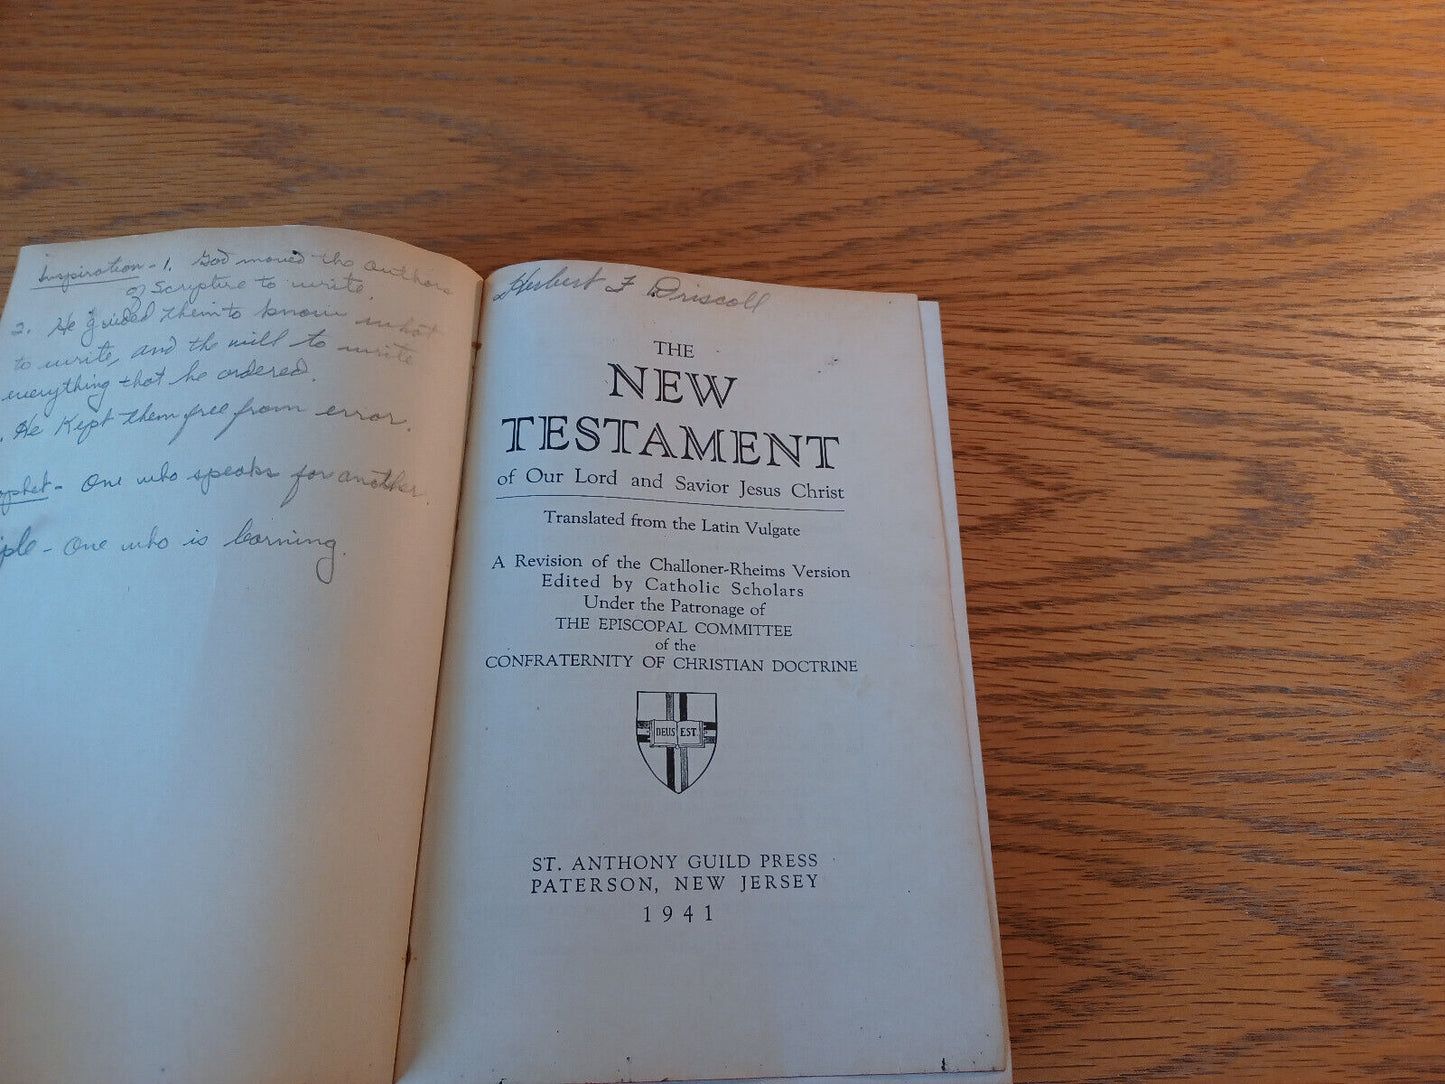 Inspiration - 1. God moved the authors
of Scripture to write.
2. He guided them to know what
to write, and the will to write
everything that he ordered.
. He Kept them free from error.
ophet - One who speaks for another.
iple - One who is learning.
Herbert F Driscoll
THE
NEW
TESTAMENT
of Our Lord and Savior Jesus Christ
Translated from the Latin Vulgate
A Revision of the Challoner-Rheims Version
Edited by Catholic Scholars
Under the Patronage of
THE EPISCOPAL COMMITTEE
of the
CONFRATERNITY OF CHRISTIAN DOCTRINE
DEUS EST.
ST. ANTHONY GUILD PRESS
PATERSON, NEW JERSEY
1941